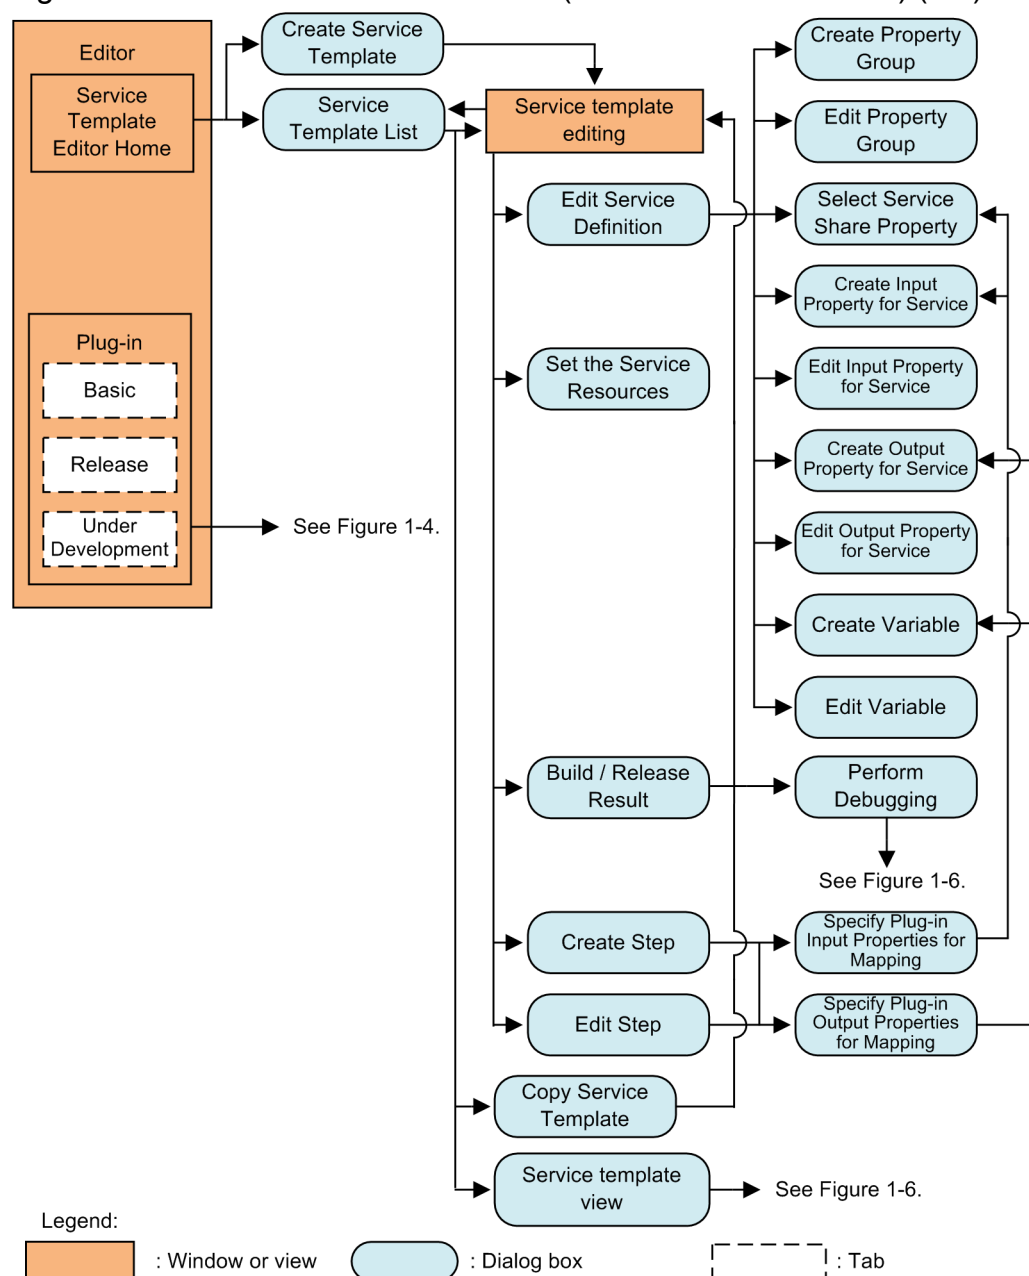 Editor
Service
Template
Editor Home
Plug-in
Basic
Release
Under
Development
See Figure 1-4.
Create Service
Template
Service
Template List
Service template
editing
Edit Service
Definition
Set the Service
Resources
Build / Release
Result
Create Step
Edit Step
Copy Service
Template
Service template
view
See Figure 1-6.
Create Property
Group
Edit Property
Group
Select Service
Share Property
Create Input
Property for Service
Edit Input Property
for Service
Create Output
Property for Service
Edit Output Property
for Service
Create Variable
Edit Variable
Perform
Debugging
See Figure 1-6.
Specify Plug-in
Input Properties for
Mapping
Specify Plug-in
Output Properties
for Mapping
Legend:
: Window or view
: Dialog box
: Tab